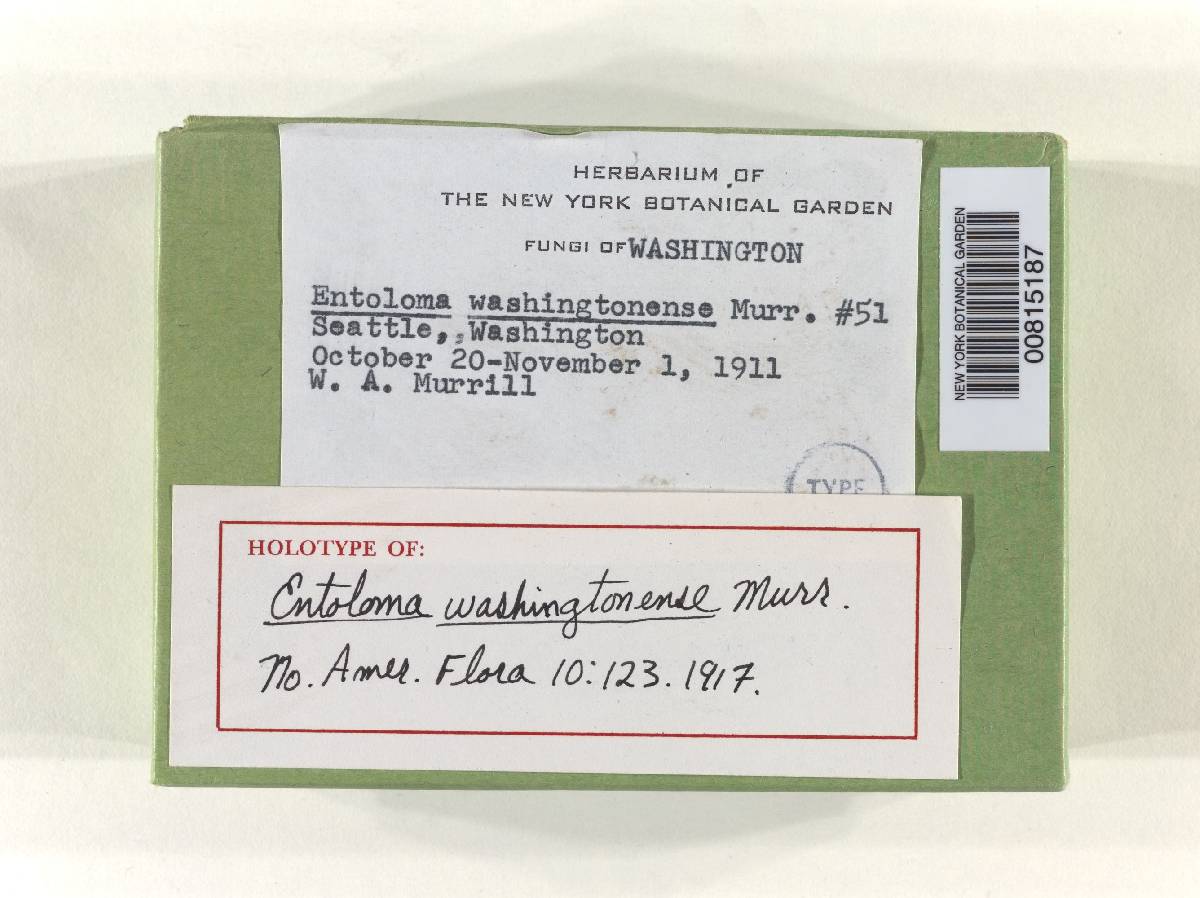 HERBARIUM OF
THE NEW YORK BOTANICAL GARDEN
FUNGI OF WASHINGTON
Entoloma washingtonense Murr. #51
Seattle, Washington
October 20-November 1, 1911
W. A. Murrill
TYPE
HOLOTYPE OF:
Entoloma washingtonense Murr.
No. Amer. Flora 10:123. 1917.
NEW YORK BOTANICAL GARDEN
00815187